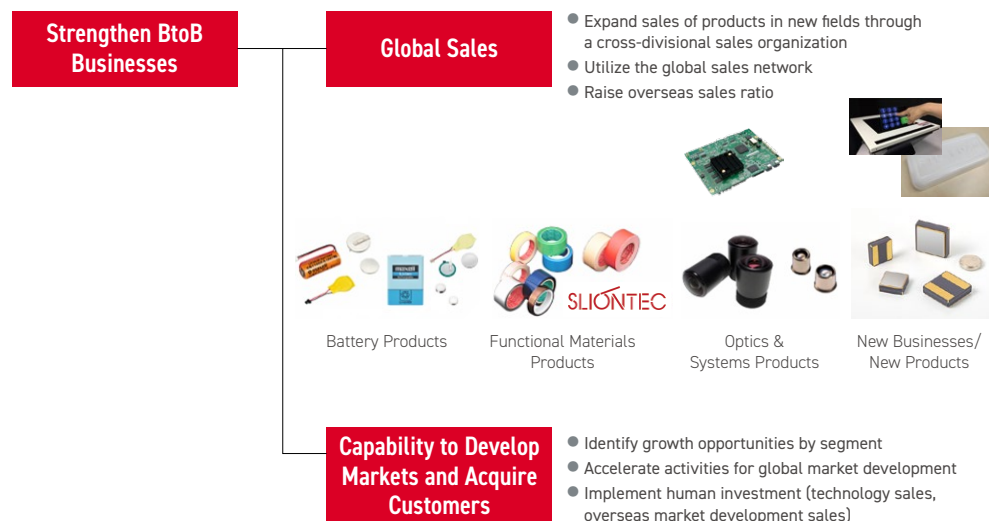 Strengthen BtoB
Businesses
Global Sales
● Expand sales of products in new fields through
a cross-divisional sales organization
● Utilize the global sales network
● Raise overseas sales ratio
maxell
SLIONTEC
Battery Products
Functional Materials
Products
Optics &
Systems Products
New Businesses/
New Products
Capability to Develop
Markets and Acquire
Customers
● Identify growth opportunities by segment
● Accelerate activities for global market development
● Implement human investment (technology sales,
overseas market development sales)